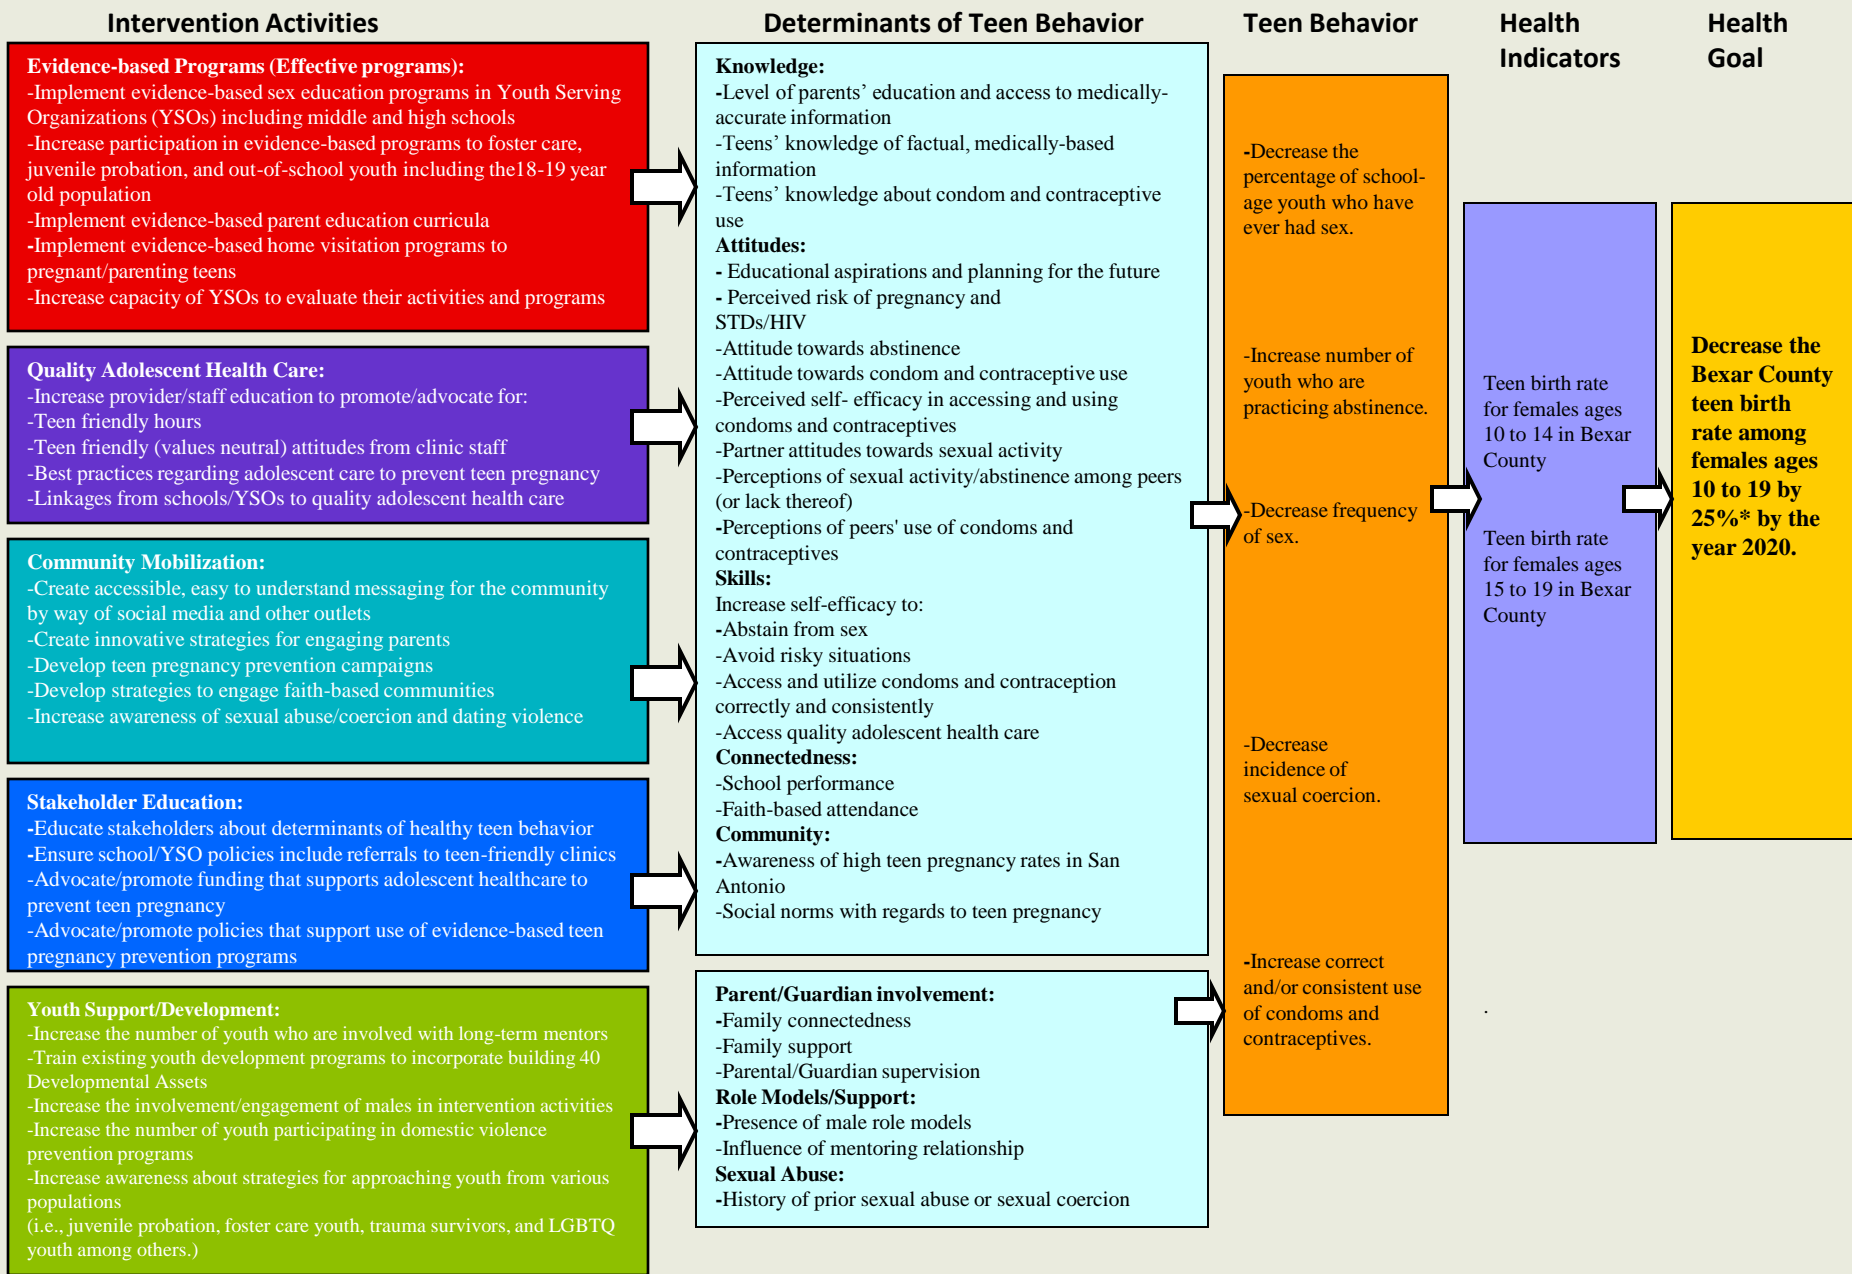 Intervention Activities
Determinants of Teen Behavior
Teen Behavior
Health
Indicators
Health
Goal
Evidence-based Programs (Effective programs):
-Implement evidence-based sex education programs in Youth Serving
Organizations (YSOs) including middle and high schools
-Increase participation in evidence-based programs to foster care,
juvenile probation, and out-of-school youth including the18-19 year
old population
-Implement evidence-based parent education curricula
-Implement evidence-based home visitation programs to
pregnant/parenting teens
-Increase capacity of YSOs to evaluate their activities and programs
Quality Adolescent Health Care:
-Increase provider/staff education to promote/advocate for:
-Teen friendly hours
-Teen friendly (values neutral) attitudes from clinic staff
-Best practices regarding adolescent care to prevent teen pregnancy
-Linkages from schools/YSOs to quality adolescent health care
Community Mobilization:
-Create accessible, easy to understand messaging for the community
by way of social media and other outlets
-Create innovative strategies for engaging parents
-Develop teen pregnancy prevention campaigns
-Develop strategies to engage faith-based communities
-Increase awareness of sexual abuse/coercion and dating violence
Stakeholder Education:
-Educate stakeholders about determinants of healthy teen behavior
-Ensure school/YSO policies include referrals to teen-friendly clinics
-Advocate/promote funding that supports adolescent healthcare to
prevent teen pregnancy
-Advocate/promote policies that support use of evidence-based teen
pregnancy prevention programs
Youth Support/Development:
-Increase the number of youth who are involved with long-term mentors
-Train existing youth development programs to incorporate building 40
Developmental Assets
-Increase the involvement/engagement of males in intervention activities
-Increase the number of youth participating in domestic violence
prevention programs
-Increase awareness about strategies for approaching youth from various
populations
(i.e., juvenile probation, foster care youth, trauma survivors, and LGBTQ
youth among others.)
Knowledge:
-Level of parents’ education and access to medically-
accurate information
-Teens’ knowledge of factual, medically-based
information
-Teens’ knowledge about condom and contraceptive
use
Attitudes:
- Educational aspirations and planning for the future
- Perceived risk of pregnancy and
STDs/HIV
-Attitude towards abstinence
-Attitude towards condom and contraceptive use
-Perceived self- efficacy in accessing and using
condoms and contraceptives
-Partner attitudes towards sexual activity
-Perceptions of sexual activity/abstinence among peers
(or lack thereof)
-Perceptions of peers' use of condoms and
contraceptives
Skills:
Increase self-efficacy to:
-Abstain from sex
-Avoid risky situations
-Access and utilize condoms and contraception
correctly and consistently
-Access quality adolescent health care
Connectedness:
-School performance
-Faith-based attendance
Community:
-Awareness of high teen pregnancy rates in San
Antonio
-Social norms with regards to teen pregnancy
Parent/Guardian involvement:
-Family connectedness
-Family support
-Parental/Guardian supervision
Role Models/Support:
-Presence of male role models
-Influence of mentoring relationship
Sexual Abuse:
-History of prior sexual abuse or sexual coercion
-Decrease the
percentage of school-
age youth who have
ever had sex.
-Increase number of
youth who are
practicing abstinence.
-Decrease frequency
of sex.
-Decrease
incidence of
sexual coercion.
-Increase correct
and/or consistent use
of condoms and
contraceptives.
Teen birth rate
for females ages
10 to 14 in Bexar
County
Teen birth rate
for females ages
15 to 19 in Bexar
County
.
Decrease the
Bexar County
teen birth
rate among
females ages
10 to 19 by
25%* by the
year 2020.